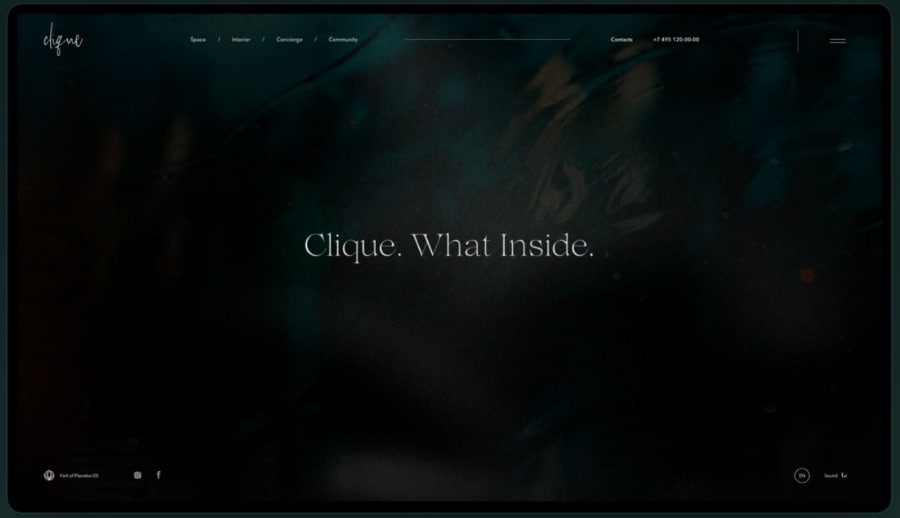 clique
Space / Interior / Concierge / Community
Contacts +7 495 120-00-00
Clique. What Inside.
Part of Placebo DS
EN Sound